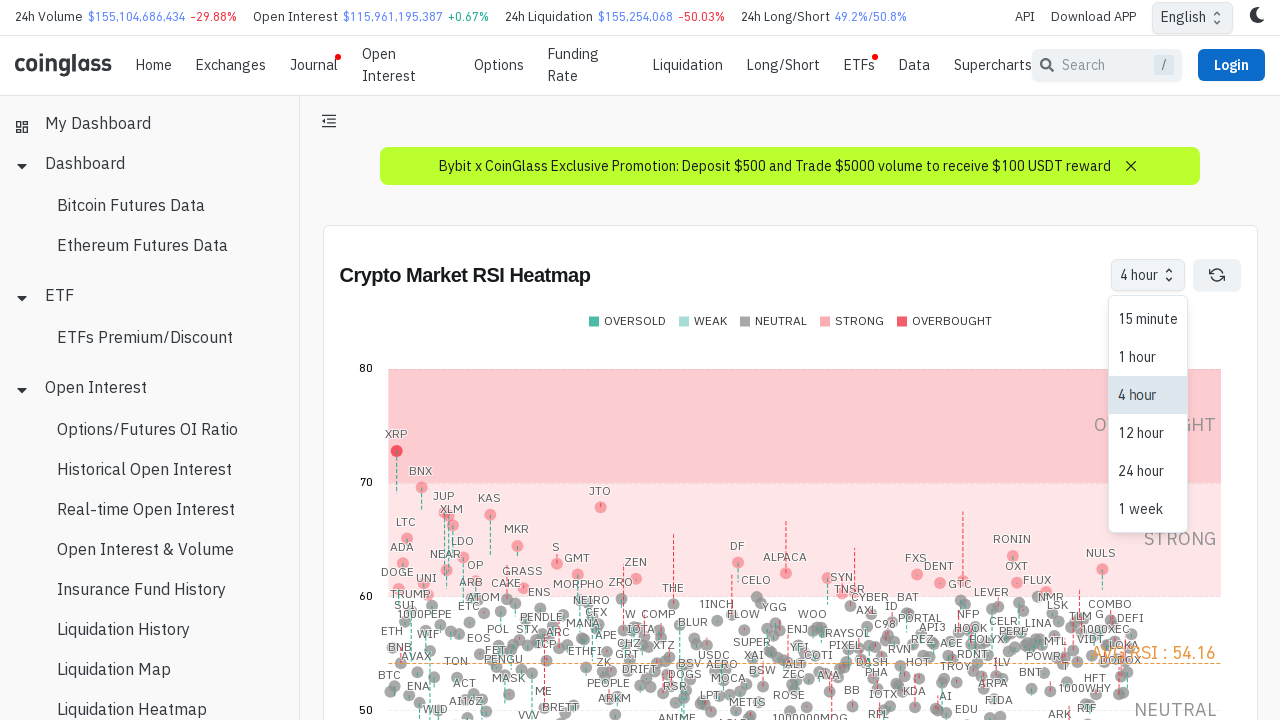 24h Volume $155,104,686,434 -29.88% Open Interest $115,961,195,387 +0.67% 24h Liquidation $155,254,068 -50.03% 24h Long/Short 49.2%/50.8% API Download APP English
coinglass Home Exchanges Journal Open Interest Options Funding Rate Liquidation Long/Short ETFs Data Supercharts Search / Login
My Dashboard
Dashboard
Bitcoin Futures Data
Ethereum Futures Data
ETF
ETFs Premium/Discount
Open Interest
Options/Futures OI Ratio
Historical Open Interest
Real-time Open Interest
Open Interest & Volume
Insurance Fund History
Liquidation History
Liquidation Map
Liquidation Heatmap
Bybit x CoinGlass Exclusive Promotion: Deposit $500 and Trade $5000 volume to receive $100 USDT reward
Crypto Market RSI Heatmap
4 hour
15 minute
1 hour
4 hour
12 hour
24 hour
1 week
OVERSOLD WEAK NEUTRAL STRONG OVERBOUGHT
80
XRP
BNX
70
JUP KAS JTO
XLM
STRONG
LTC MKR RONIN
ADA NEAR LDO S DF NULS
OP GMT ZEN ALPACA FXS OXT
DOGE UNI GRASS DENT
ARB CAKE MORPHO ZRO CELO SYN GTC FLUX
TRUMP ENS THE TNSR LEVER
60
SUI ATOM NEIRO 1INCH CYBER BAT NMR COMBO
ETC YGG ID LSK
1000PEPE PENDLE CFX W COMP FLOW WOO AXL NFP TLM G DEFI
MANA BLUR C98 PORTAL CELR LINA
ETH WIF POL STX ARC APE IOTA ENJ RAYSOL API3 HOOK PERP 1000XEC
EOS ICP CHZ XTZ SUPER PIXEL REZ ACE POLYX MTL VIBT LOKA
BNB FET ETHFI GRT USDC XAI YFI COTI RVN RDNT POWR
AVAX TON PENGU ZK BSV AERO ALT DASH HOT TROY ILV DODOX
AVG RSI : 54.16
BTC MASK DRIFT DOGS MOCA BSW ZEC AVA PHA BNT HFT
ENA ACT ME PEOPLE RSR LPT ROSE BB IOTX KDA AI ARPA 1000WHY
WLD AI16Z BRETT ARKM METIS FIDA RIF
50
VVV ANIME 1000000MOG RPL EDU ARK NEUTRAL